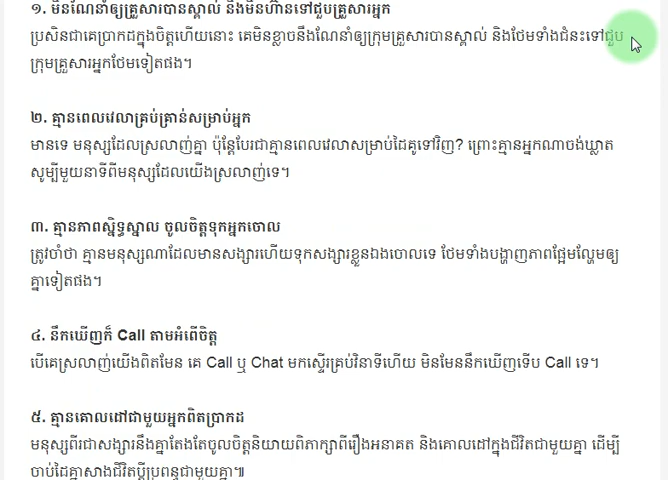 ១. មិនណែនាំឲ្យគ្រួសារបានស្គាល់ និងមិនហ៊ានទៅជួបគ្រួសារអ្នក
ប្រសិនជាគេប្រាកដក្នុងចិត្តហើយនោះ គេមិនខ្លាចនឹងណែនាំឲ្យក្រុមគ្រួសារបានស្គាល់ និងថែមទាំងជំនះទៅជួប
ក្រុមគ្រួសារអ្នកថែមទៀតផង។
២. គ្មានពេលវេលាគ្រប់គ្រាន់សម្រាប់អ្នក
មានទេ មនុស្សដែលស្រលាញ់គ្នា ប៉ុន្តែបែរជាគ្មានពេលវេលាសម្រាប់ដៃគូទៅវិញ? ព្រោះគ្មានអ្នកណាចង់ឃ្លាត
សូម្បីមួយនាទីពីមនុស្សដែលយើងស្រលាញ់ទេ។
៣. គ្មានភាពស្និទ្ធស្នាល ចូលចិត្តទុកអ្នកចោល
ត្រូវចាំថា គ្មានមនុស្សណាដែលមានសង្សារហើយទុកសង្សារខ្លួនឯងចោលទេ ថែមទាំងបង្ហាញភាពផ្អែមល្ហែមឲ្យ
គ្នាទៀតផង។
៤. នឹកឃើញក៏ Call តាមអំពើចិត្ត
បើគេស្រលាញ់យើងពិតមែន គេ Call ឬ Chat មកស្ទើរគ្រប់វិនាទីហើយ មិនមែននឹកឃើញទើប Call ទេ។
៥. គ្មានគោលដៅជាមួយអ្នកពិតប្រាកដ
មនុស្សពីរជាសង្សារនឹងគ្នាតែងតែចូលចិត្តនិយាយពិភាក្សាពីរឿងអនាគត និងគោលដៅក្នុងជីវិតជាមួយគ្នា ដើម្បី
ចាប់ដៃគ្នាសាងជីវិតប្ដីប្រពន្ធជាមួយគ្នា៕